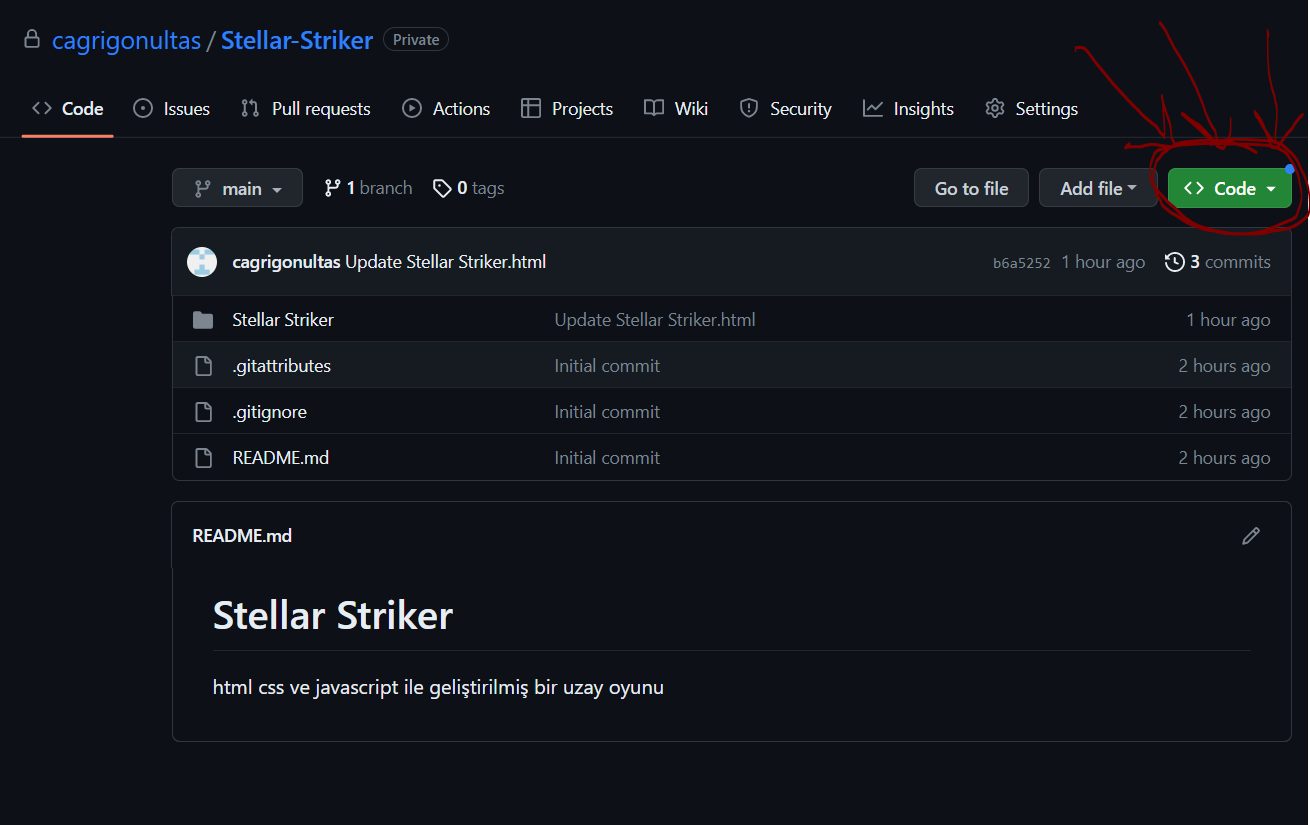 cagrigonultas / Stellar-Striker Private
Code Issues Pull requests Actions Projects Wiki Security Insights Settings
main 1 branch 0 tags Go to file Add file Code
cagrigonultas Update Stellar Striker.html b6a5252 1 hour ago 3 commits
Stellar Striker Update Stellar Striker.html 1 hour ago
.gitattributes Initial commit 2 hours ago
.gitignore Initial commit 2 hours ago
README.md Initial commit 2 hours ago
README.md
Stellar Striker
html css ve javascript ile geliştirilmiş bir uzay oyunu